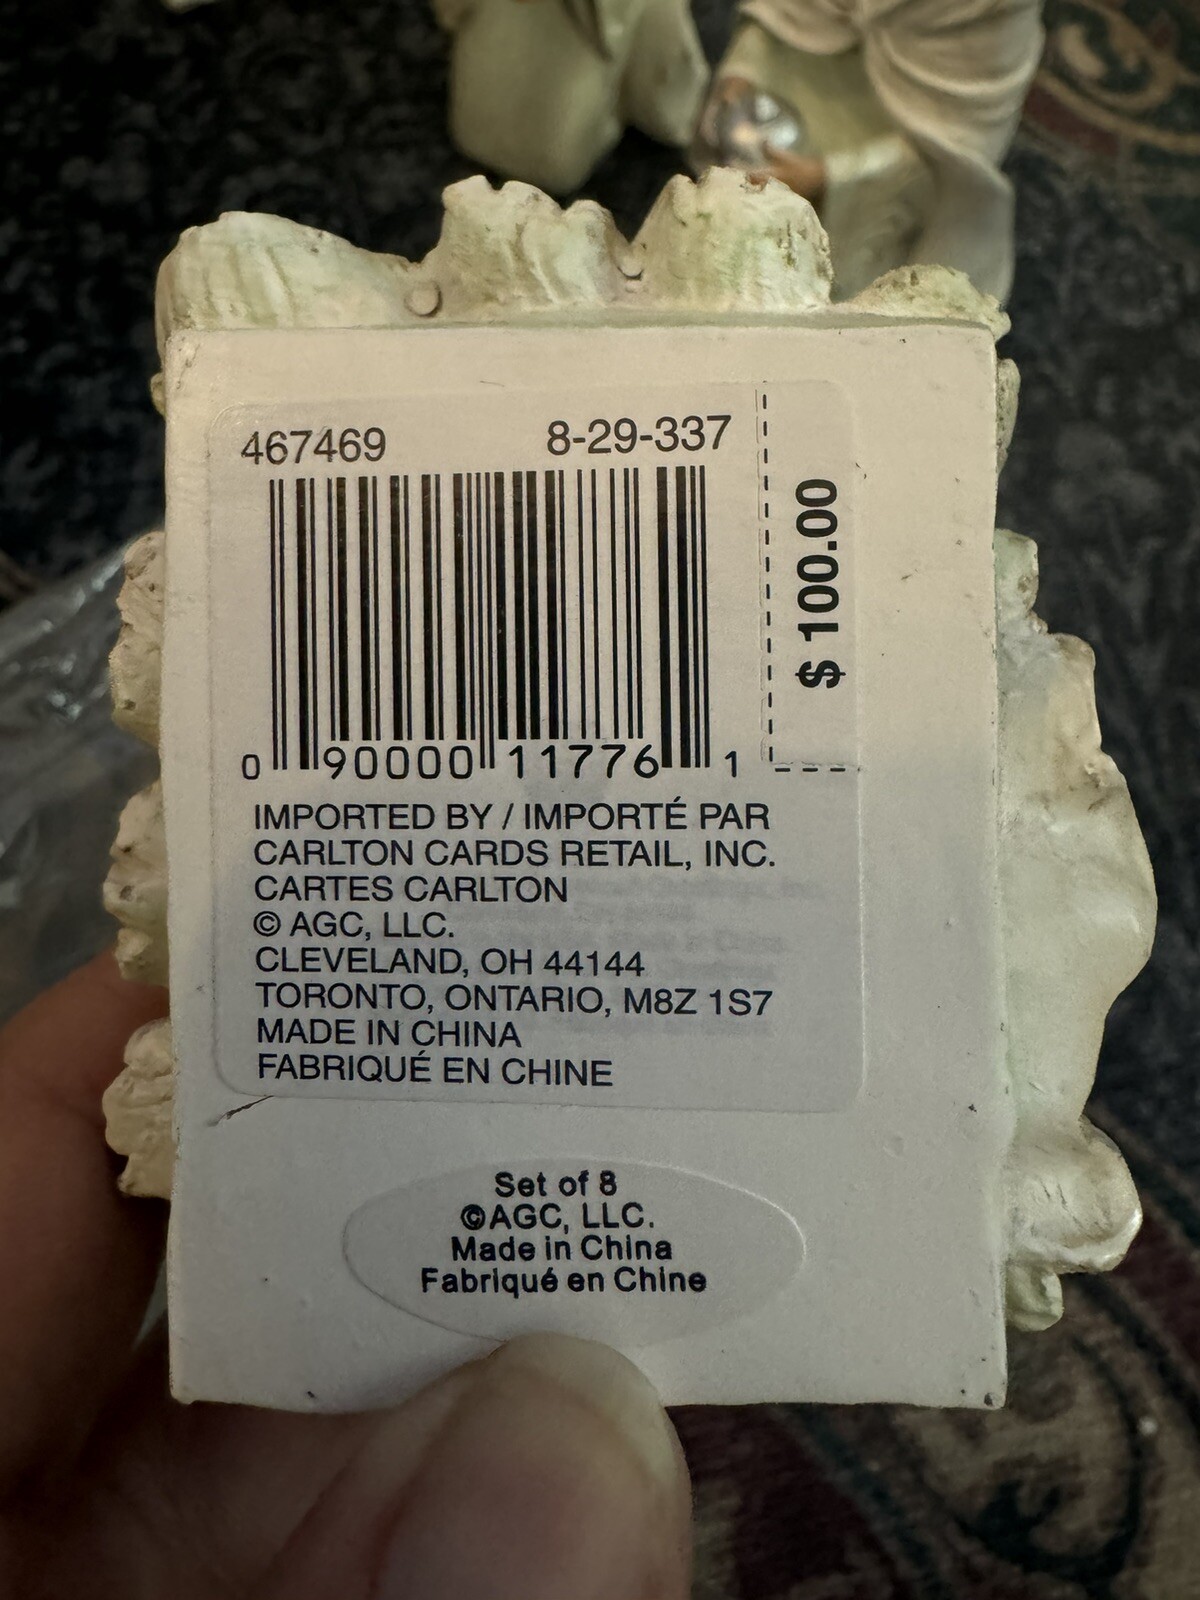 467469 8-29-337
$ 100.00
0 90000 11776 1
IMPORTED BY / IMPORTÉ PAR
CARLTON CARDS RETAIL, INC.
CARTES CARLTON
© AGC, LLC.
CLEVELAND, OH 44144
TORONTO, ONTARIO, M8Z 1S7
MADE IN CHINA
FABRIQUÉ EN CHINE
Set of 8
©AGC, LLC.
Made in China
Fabriqué en Chine